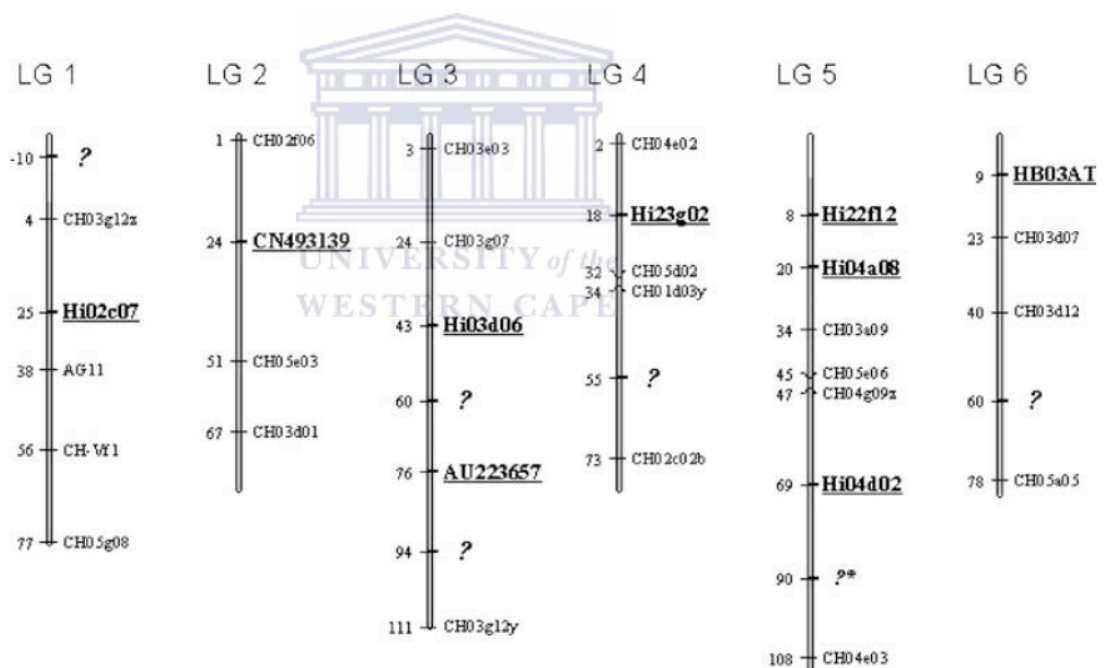 LG 1
-10 ?
4 CH03g12z
25 Hi02c07
38 AG11
56 CH-Vf1
77 CH05g08
LG 2
1 CH02f06
24 CN493139
51 CH05e03
67 CH03d01
LG 3
3 CH03e03
24 CH03g07
43 Hi03d06
60 ?
76 AU223657
94 ?
111 CH03g12y
LG 4
2 CH04e02
18 Hi23g02
32 CH05d02
34 CH01d03y
55 ?
73 CH02c02b
LG 5
8 Hi22f12
20 Hi04a08
34 CH03a09
45 CH05e06
47 CH04g09z
69 Hi04d02
90 ?*
108 CH04e03
LG 6
9 HB03AT
23 CH03d07
40 CH03d12
60 ?
78 CH05a05
UNIVERSITY of the
WESTERN CAPE